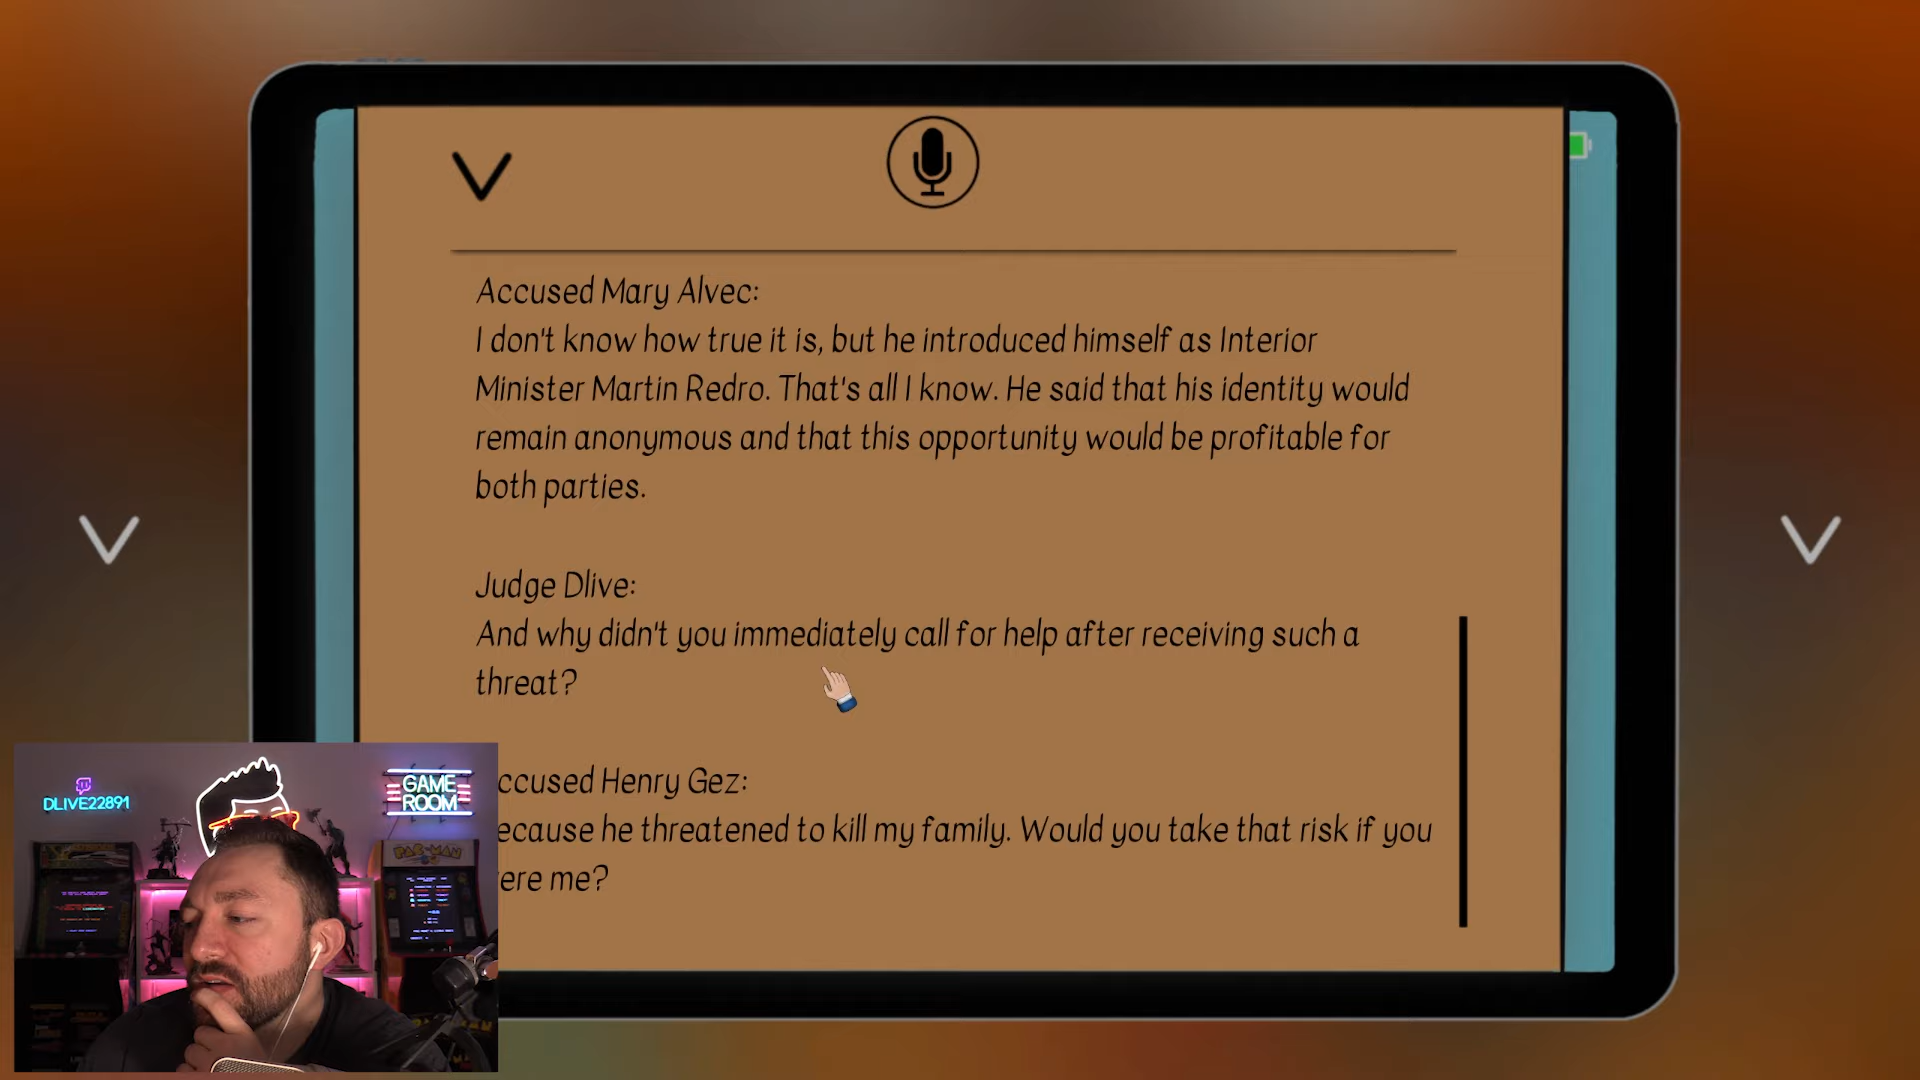 Accused Mary Alvec:
I don't know how true it is, but he introduced himself as Interior
Minister Martin Redro. That's all I know. He said that his identity would
remain anonymous and that this opportunity would be profitable for
both parties.
Judge Dlive:
And why didn't you immediately call for help after receiving such a
threat?
ccused Henry Gez:
ecause he threatened to kill my family. Would you take that risk if you
ere me?
DLIVE22891
GAME
ROOM
PAC-MAN